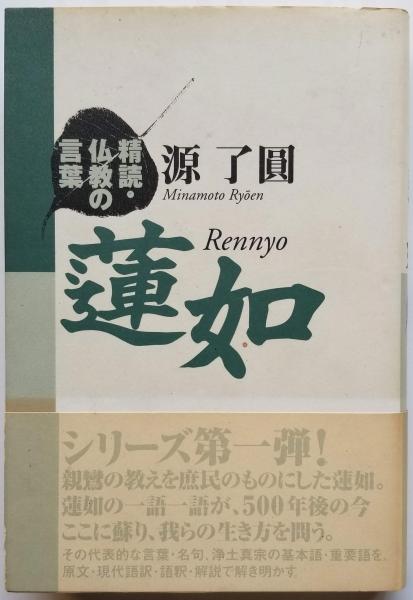 精読・
仏教の
言葉
源 了圓
Minamoto Ryōen
Rennyo
蓮如
シリーズ第一弾!
親鸞の教えを庶民のものにした蓮如。
蓮如の一語一語が、500年後の今
ここに蘇り、我らの生き方を問う。
その代表的な言葉・名句、浄土真宗の基本語・重要語を、
原文・現代語訳・語釈・解説で解き明かす。